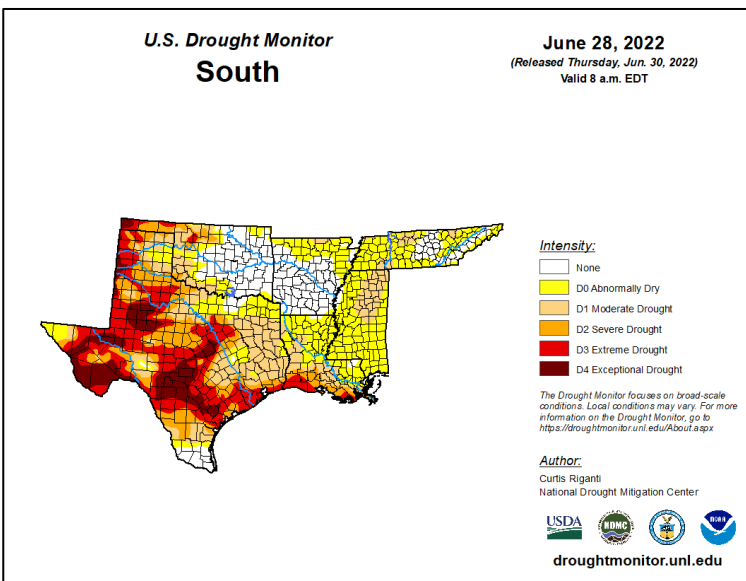 U.S. Drought Monitor
South
June 28, 2022
(Released Thursday, Jun. 30, 2022)
Valid 8 a.m. EDT
Intensity:
None
D0 Abnormally Dry
D1 Moderate Drought
D2 Severe Drought
D3 Extreme Drought
D4 Exceptional Drought
The Drought Monitor focuses on broad-scale
conditions. Local conditions may vary. For more
information on the Drought Monitor, go to
https://droughtmonitor.unl.edu/About.aspx
Author:
Curtis Riganti
National Drought Mitigation Center
USDA
NDMC
NOAA
droughtmonitor.unl.edu